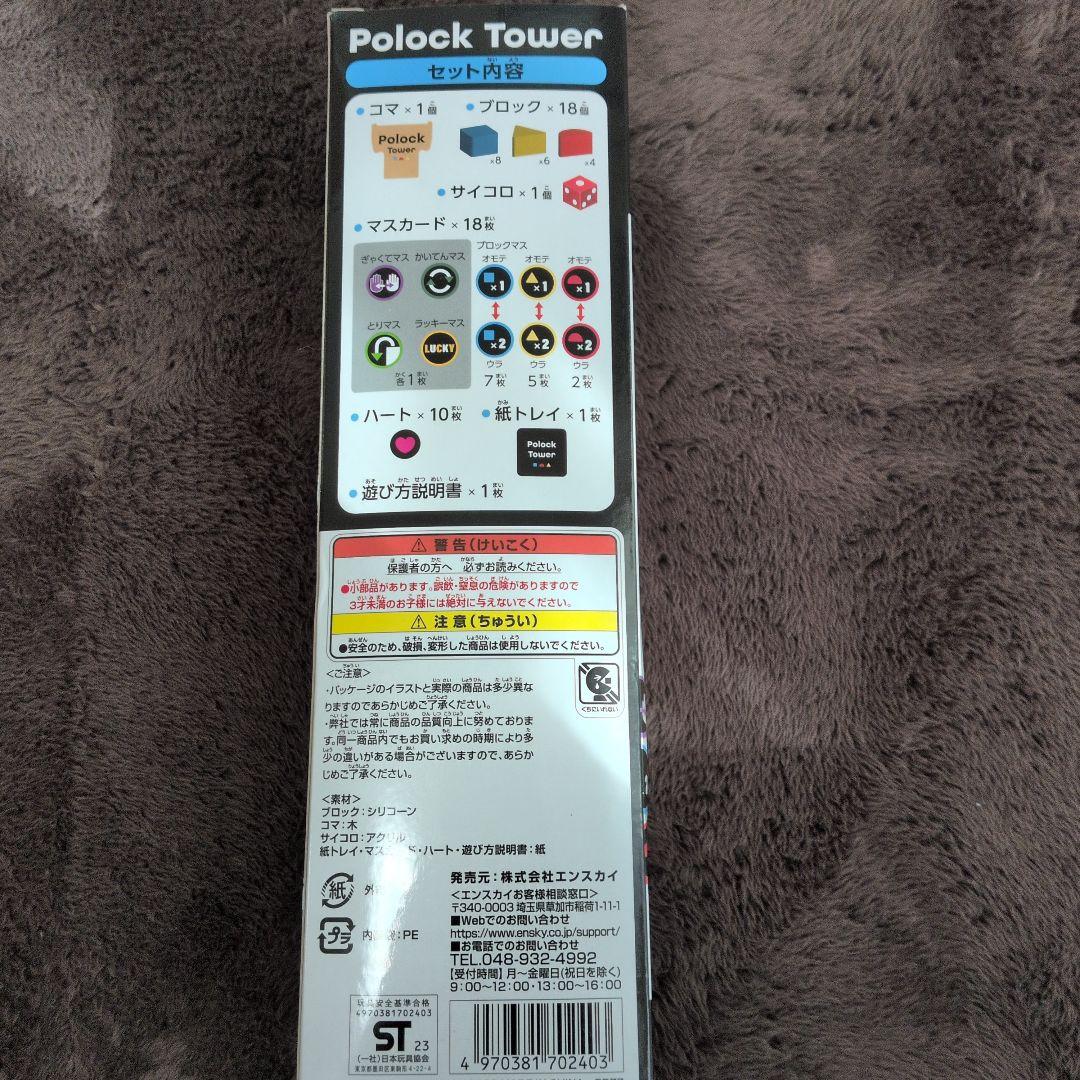 Polock Tower
セット内容
コマ×1個
ブロック×18個
Polock
Tower
×8
×6
×4
サイコロ×1個
マスカード×18枚
ブロックマス
ぎゃくてマス
かいてんマス
オモテ
オモテ
オモテ
×1
×1
×1
とりマス
ラッキーマス
LUCKY
×2
×2
×2
ウラ
ウラ
ウラ
各1枚
7枚
5枚
2枚
ハート×10枚
紙トレイ×1枚
Polock
Tower
遊び方説明書×1枚
警告(けいこく)
保護者の方へ 必ずお読みください。
●小部品があります。誤飲・窒息の危険がありますので
3才未満のお子様には絶対に与えないでください。
注意(ちゅうい)
●安全のため、破損、変形した商品は使用しないでください。
<ご注意>
・パッケージのイラストと実際の商品は多少異な
りますのであらかじめご了承ください。
・弊社では常に商品の品質向上に努めておりま
す。同一商品内でもお買い求めの時期により多
少の違いがある場合がございますので、あらか
じめご了承ください。
くちにいれない
<素材>
ブロック:シリコーン
コマ:木
サイコロ:アクリル
紙トレイ・マスカード・ハート・遊び方説明書:紙
紙
プラ
:PE
発売元:株式会社エンスカイ
<エンスカイお客様相談窓口>
〒340-0003 埼玉県草加市稲荷1-11-1
■Webでのお問い合わせ
https://www.ensky.co.jp/support/
■お電話でのお問い合わせ
TEL.048-932-4992
【受付時間】月～金曜日(祝日を除く)
9:00～12:00・13:00～16:00
玩具安全基準合格
4970381702403
ST 23
(一社)日本玩具協会
東京都墨田区東駒形4-22-4
4 970381 702403